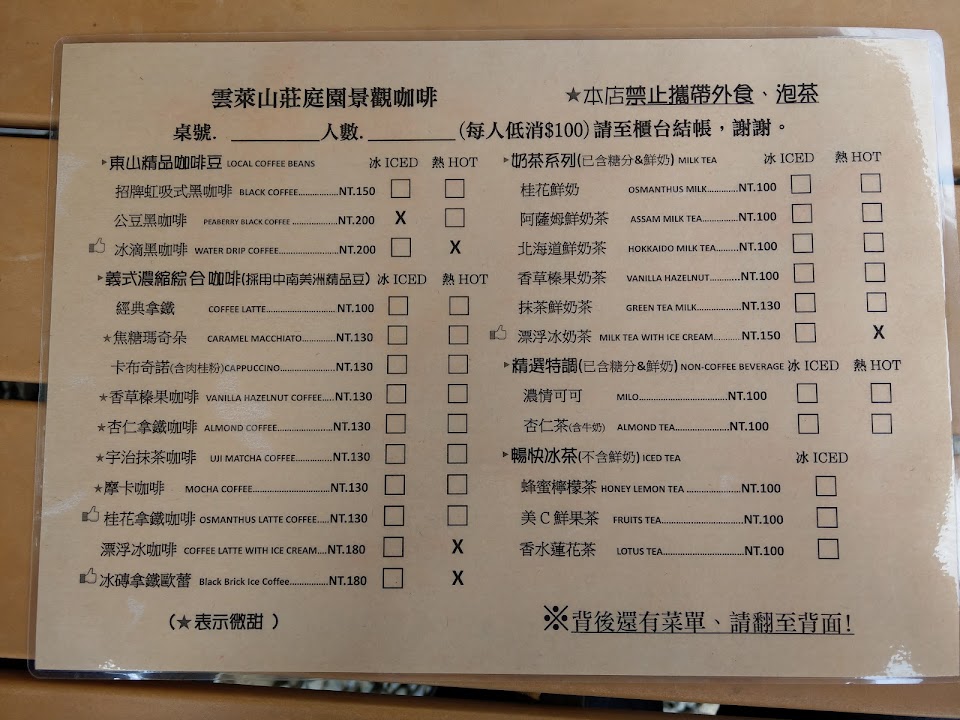 雲萊山莊庭園景觀咖啡
★本店禁止攜帶外食、泡茶
桌號.________人數.________(每人低消$100)請至櫃台結帳，謝謝。
▸東山精品咖啡豆 LOCAL COFFEE BEANS 冰 ICED 熱 HOT
招牌虹吸式黑咖啡 BLACK COFFEE................NT.150 □ □
公豆黑咖啡 PEABERRY BLACK COFFEE ................NT.200 X □
冰滴黑咖啡 WATER DRIP COFFEE................NT.200 □ X
▸義式濃縮綜合咖啡(採用中南美洲精品豆) 冰 ICED 熱 HOT
經典拿鐵 COFFEE LATTE................NT.100 □ □
★焦糖瑪奇朵 CARAMEL MACCHIATO................NT.130 □ □
卡布奇諾(含肉桂粉)CAPPUCCINO................NT.130 □ □
★香草榛果咖啡 VANILLA HAZELNUT COFFEE.....NT.130 □ □
★杏仁拿鐵咖啡 ALMOND COFFEE................NT.130 □ □
★宇治抹茶咖啡 UJI MATCHA COFFEE............NT.130 □ □
★摩卡咖啡 MOCHA COFFEE................NT.130 □ □
桂花拿鐵咖啡 OSMANTHUS LATTE COFFEE.....NT.130 □ □
漂浮冰咖啡 COFFEE LATTE WITH ICE CREAM....NT.180 □ X
冰磚拿鐵歐蕾 Black Brick Ice Coffee................NT.180 □ X
(★表示微甜 )
▸奶茶系列(已含糖分&鮮奶) MILK TEA 冰 ICED 熱 HOT
桂花鮮奶 OSMANTHUS MILK.............NT.100 □ □
阿薩姆鮮奶茶 ASSAM MILK TEA.............NT.100 □ □
北海道鮮奶茶 HOKKAIDO MILK TEA.......NT.100 □ □
香草榛果奶茶 VANILLA HAZELNUT...........NT.100 □ □
抹茶鮮奶茶 GREEN TEA MILK................NT.130 □ □
漂浮冰奶茶 MILK TEA WITH ICE CREAM..........NT.150 □ X
▸精選特調(已含糖分&鮮奶) NON-COFFEE BEVERAGE 冰 ICED 熱 HOT
濃情可可 MILO................NT.100 □ □
杏仁茶(含牛奶) ALMOND TEA................NT.100 □ □
▸暢快冰茶(不含鮮奶) ICED TEA 冰 ICED
蜂蜜檸檬茶 HONEY LEMON TEA ................NT.100 □
美C鮮果茶 FRUITS TEA................NT.100 □
香水蓮花茶 LOTUS TEA................NT.100 □
※背後還有菜單、請翻至背面!